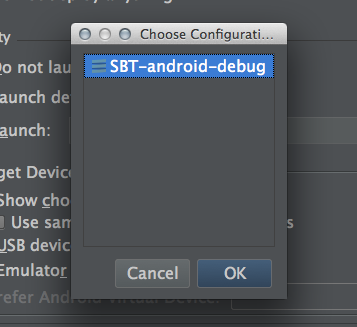 ty
Choose Configurati...
Do not lau
SBT-android-debug
aunch de
aunch:
get Devic
Show cho
Use sam
s
USB devic
Emulator
Cancel
OK
refer Android Virtual Device: